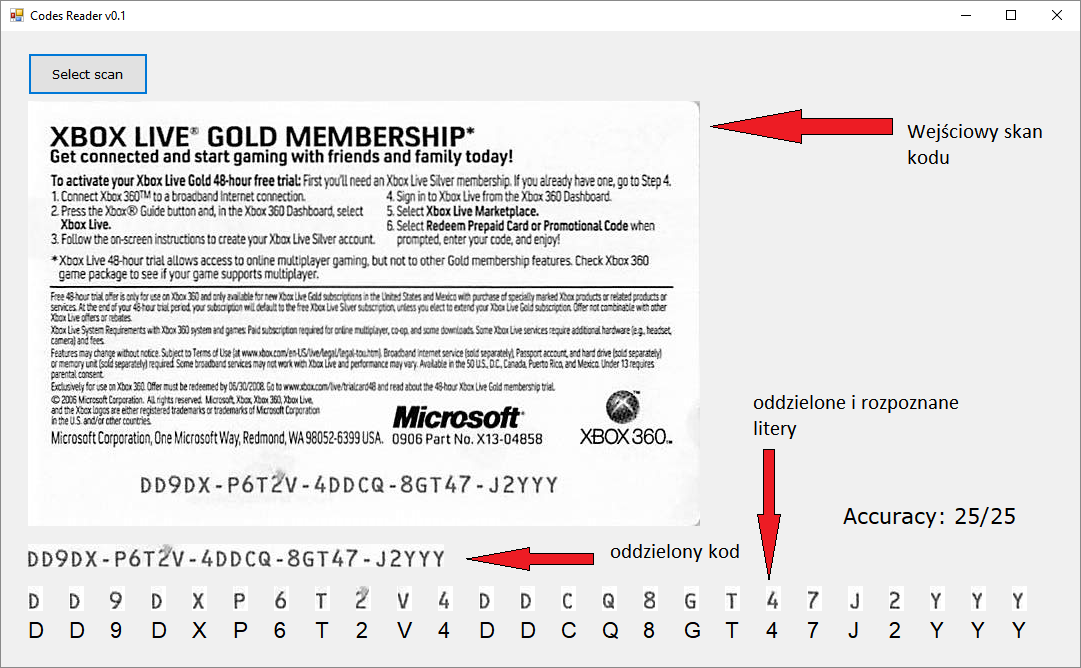 Codes Reader v0.1
Select scan
XBOX LIVE® GOLD MEMBERSHIP*
Get connected and start gaming with friends and family today!
To activate your Xbox Live Gold 48-hour free trial: First you'll need an Xbox Live Silver membership. If you already have one, go to Step 4.
1. Connect Xbox 360™ to a broadband Internet connection.
2. Press the Xbox® Guide button and, in the Xbox 360 Dashboard, select
Xbox Live.
3. Follow the on-screen instructions to create your Xbox Live Silver account.
4. Sign in to Xbox Live from the Xbox 360 Dashboard.
5. Select Xbox Live Marketplace.
6. Select Redeem Prepaid Card or Promotional Code when
prompted, enter your code, and enjoy!
*Xbox Live 48-hour trial allows access to online multiplayer gaming, but not to other Gold membership features. Check Xbox 360
game package to see if your game supports multiplayer.
Free 48-hour trial offer is only for use on Xbox 360 and only available for new Xbox Live Gold subscriptions in the United States and Mexico with purchase of specially marked Xbox products or related products or
services. At the end of your 48-hour trial period, your subscription will default to the free Xbox Live Silver subscription, unless you elect to extend your Xbox Live Gold subscription. Offer not combinable with other
Xbox Live offers or rebates.
Xbox Live System Requirements with Xbox 360 system and games: Paid subscription required for online multiplayer, co-op, and some downloads. Some Xbox Live services require additional hardware (e.g., headset,
camera) and fees.
Features may change without notice. Subject to Terms of Use (at www.xbox.com/en-US/live/legal/legal-tou.htm). Broadband Internet service (sold separately), Passport account, and hard drive (sold separately)
or memory unit (sold separately) required. Some broadband services may not work with Xbox Live and performance may vary. Available in the 50 U.S., D.C., Canada, Puerto Rico, and Mexico. Under 13 requires
parental consent.
Exclusively for use on Xbox 360. Offer must be redeemed by 06/30/2008. Go to www.xbox.com/live/trialcard48 and read about the 48-hour Xbox Live Gold membership trial.
© 2006 Microsoft Corporation. All rights reserved. Microsoft, Xbox, Xbox 360, Xbox Live,
and the Xbox logos are either registered trademarks or trademarks of Microsoft Corporation
in the U.S. and/or other countries.
Microsoft Corporation, One Microsoft Way, Redmond, WA 98052-6399 USA.
Microsoft®
0906 Part No. X13-04858
XBOX 360™
DD9DX-P6T2V-4DDCQ-8GT47-J2YYY
Wejściowy skan
kodu
oddzielone i rozpoznane
litery
Accuracy: 25/25
DD9DX-P6T2V-4DDCQ-8GT47-J2YYY
oddzielony kod
D D 9 D X P 6 T 2 V 4 D D C Q 8 G T 4 7 J 2 Y Y Y
D D 9 D X P 6 T 2 V 4 D D C Q 8 G T 4 7 J 2 Y Y Y